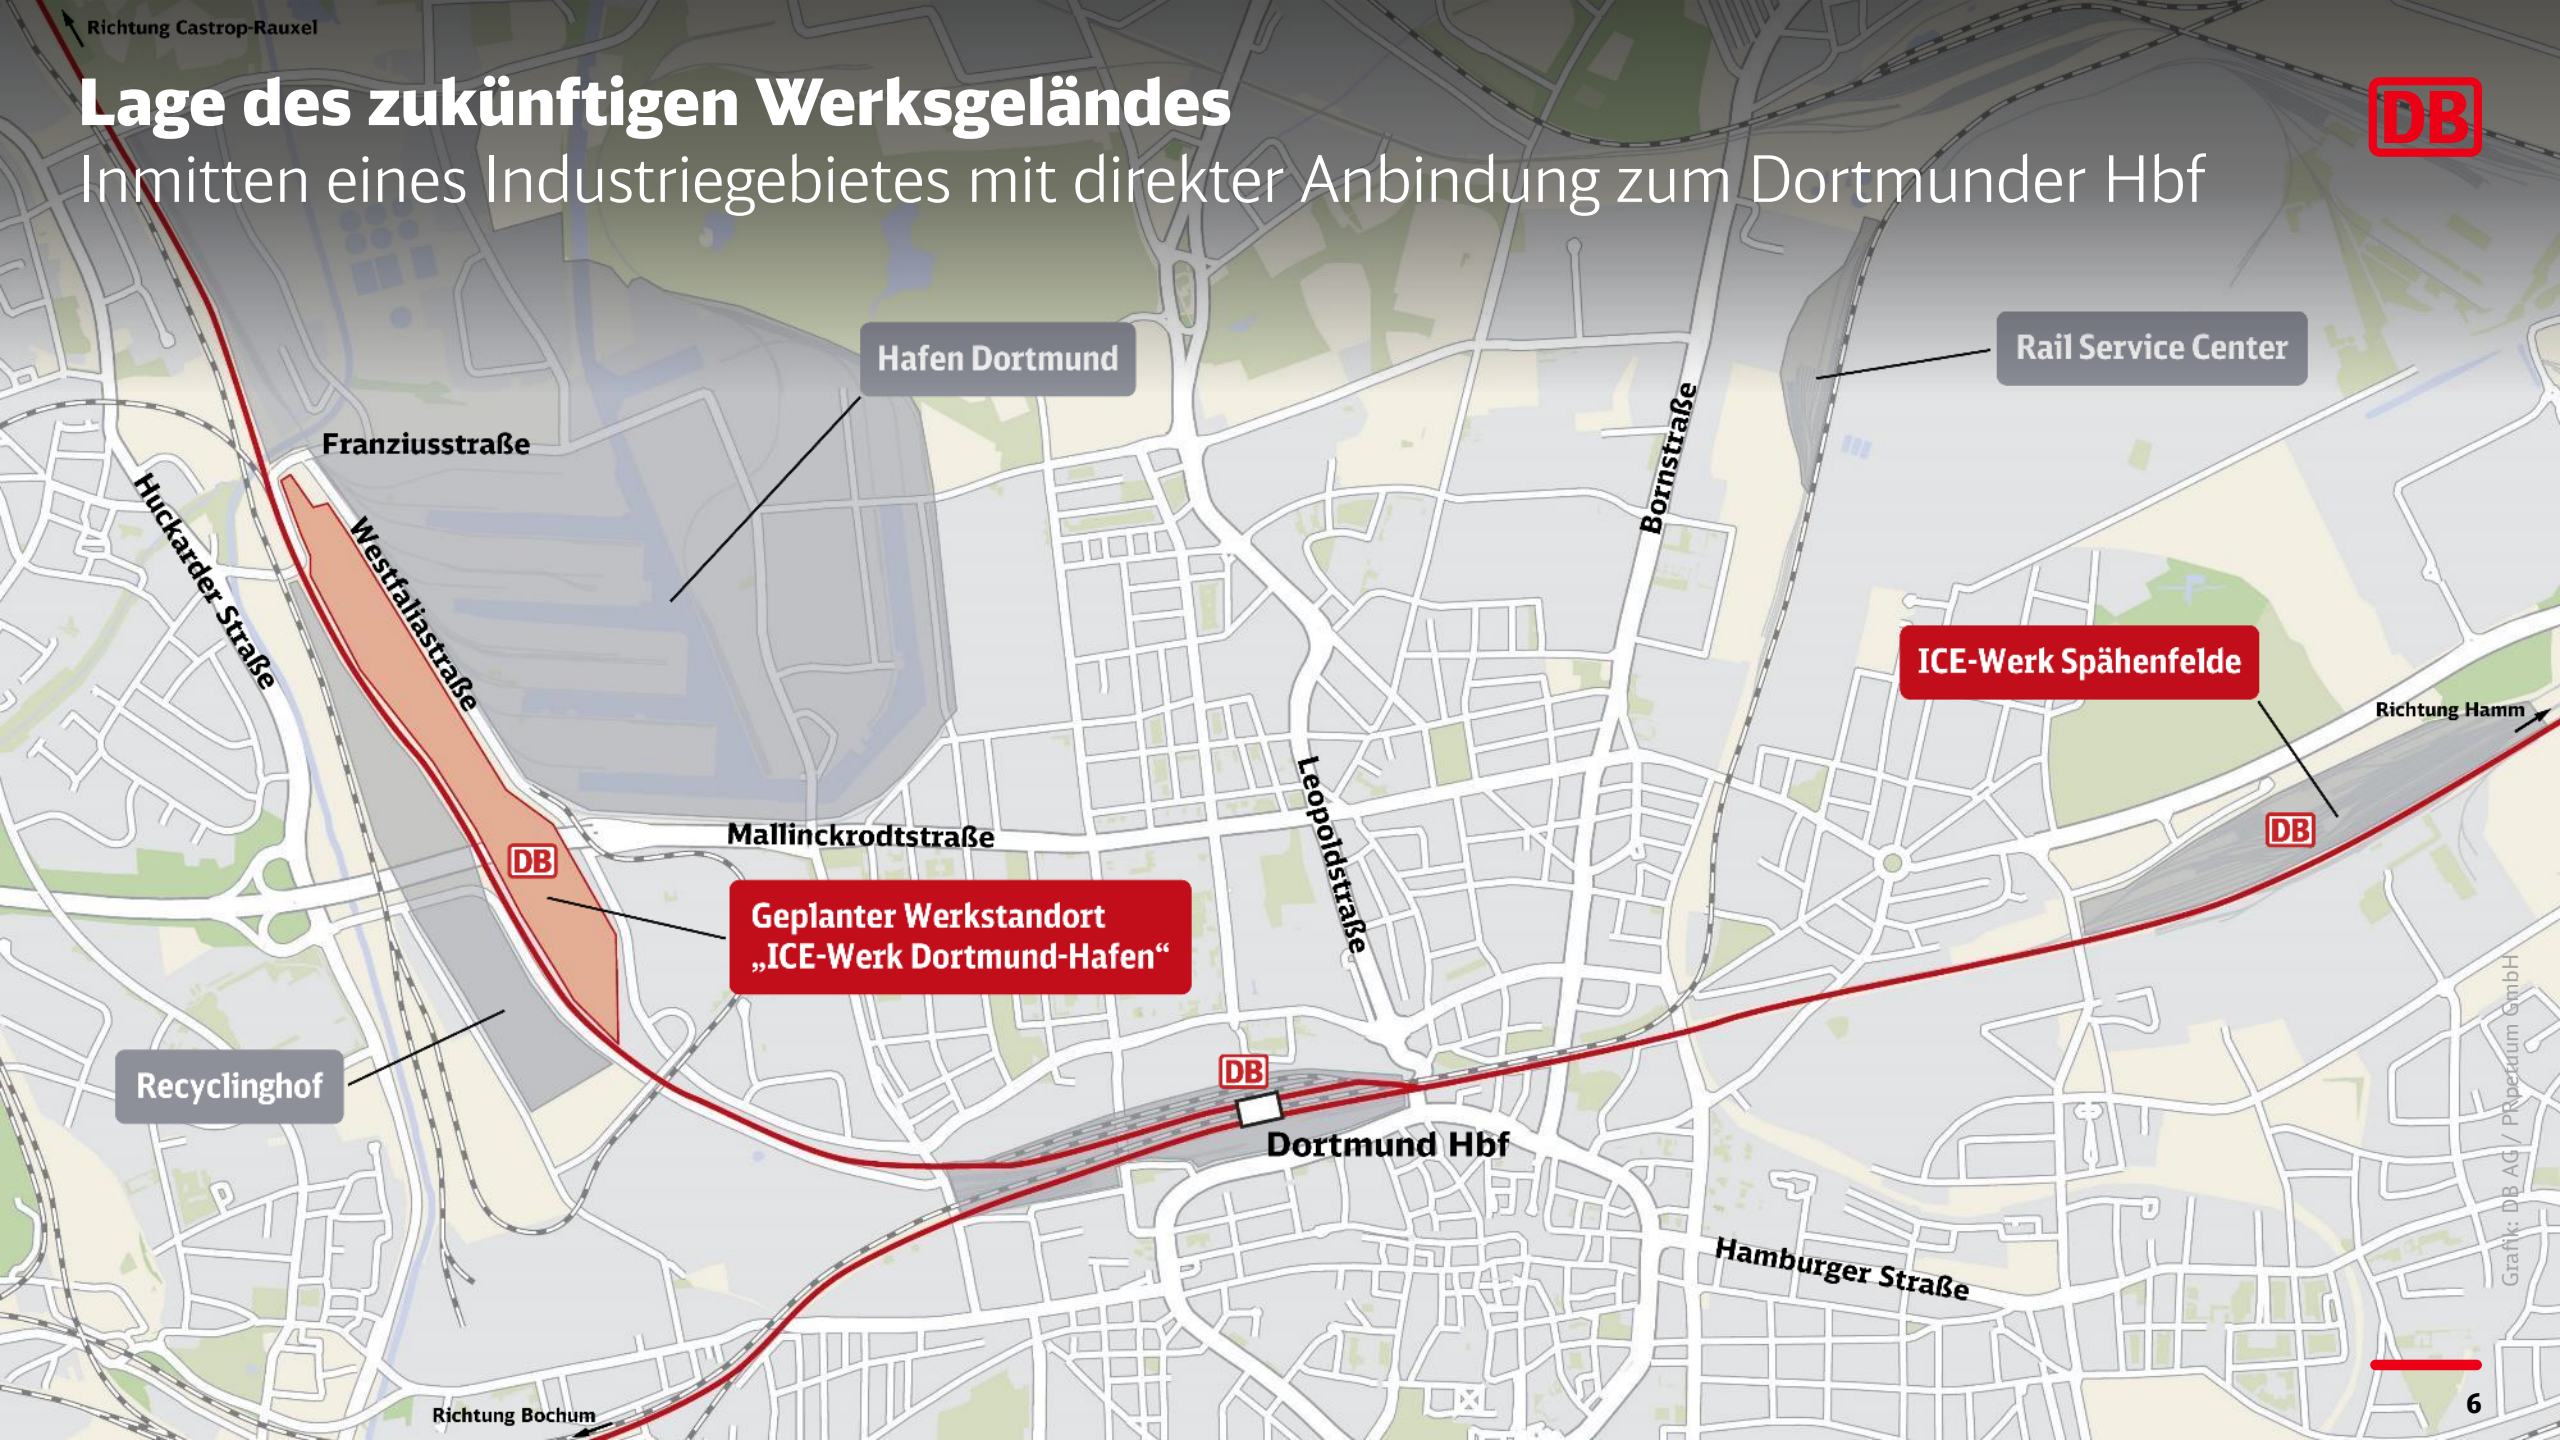 Richtung Castrop-Rauxel
Lage des zukünftigen Werksgeländes
DB
Inmitten eines Industriegebietes mit direkter Anbindung zum Dortmunder Hbf
Hafen Dortmund
Rail Service Center
Franziusstraße
Bornstraße
Huckarder Straße
Westfaliastraße
ICE-Werk Spähenfelde
Richtung Hamm
DB
Leopoldstraße
Mallinckrodtstraße
DB
Geplanter Werkstandort
„ICE-Werk Dortmund-Hafen“
Recyclinghof
DB
Dortmund Hbf
Hamburger Straße
Grafik: DB AG / PRpetuum GmbH
Richtung Bochum
6